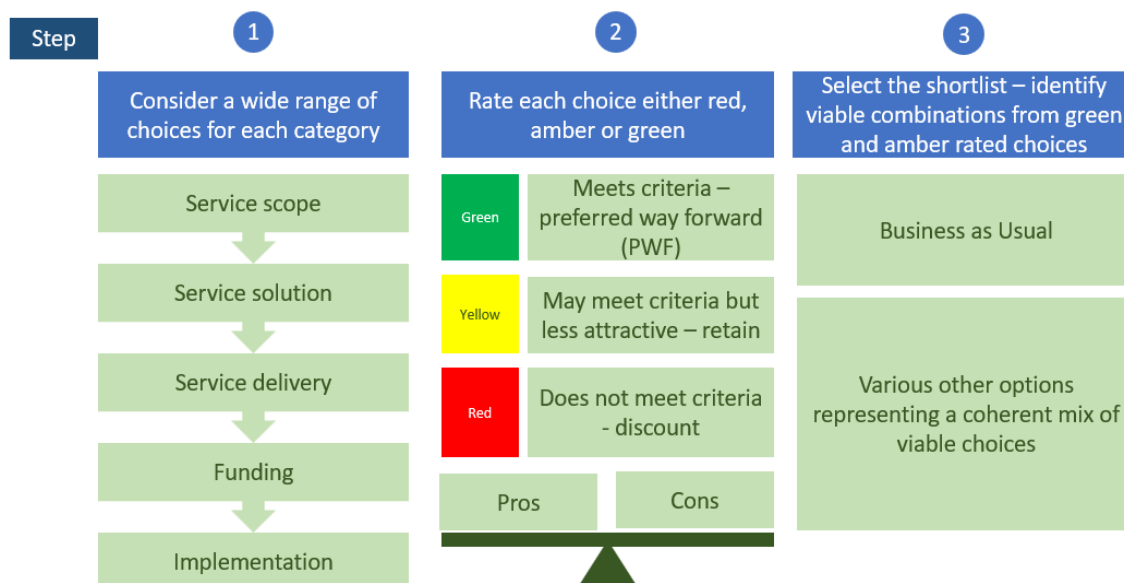 Step
1
Consider a wide range of
choices for each category
Service scope
Service solution
Service delivery
Funding
Implementation
2
Rate each choice either red,
amber or green
Green
Meets criteria –
preferred way forward
(PWF)
Yellow
May meet criteria but
less attractive – retain
Red
Does not meet criteria
- discount
Pros
Cons
3
Select the shortlist – identify
viable combinations from green
and amber rated choices
Business as Usual
Various other options
representing a coherent mix of
viable choices